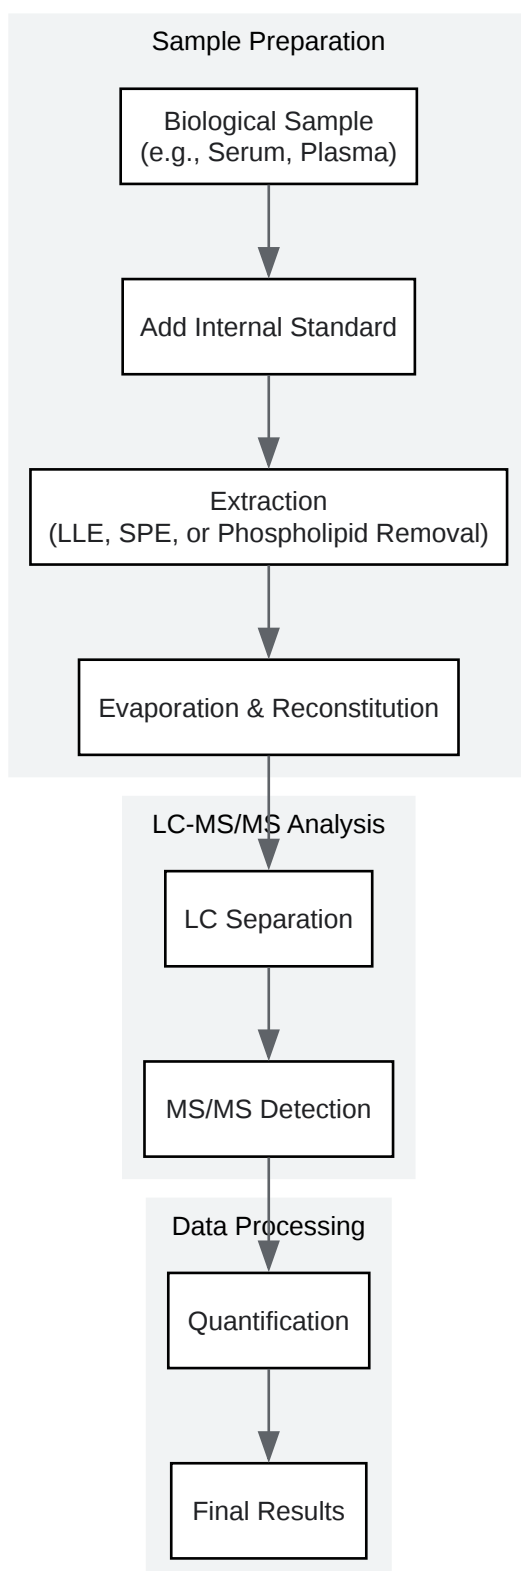 Sample Preparation
Biological Sample
(e.g., Serum, Plasma)
Add Internal Standard
Extraction
(LLE, SPE, or Phospholipid Removal)
Evaporation & Reconstitution
LC-MS/MS Analysis
LC Separation
MS/MS Detection
Data Processing
Quantification
Final Results